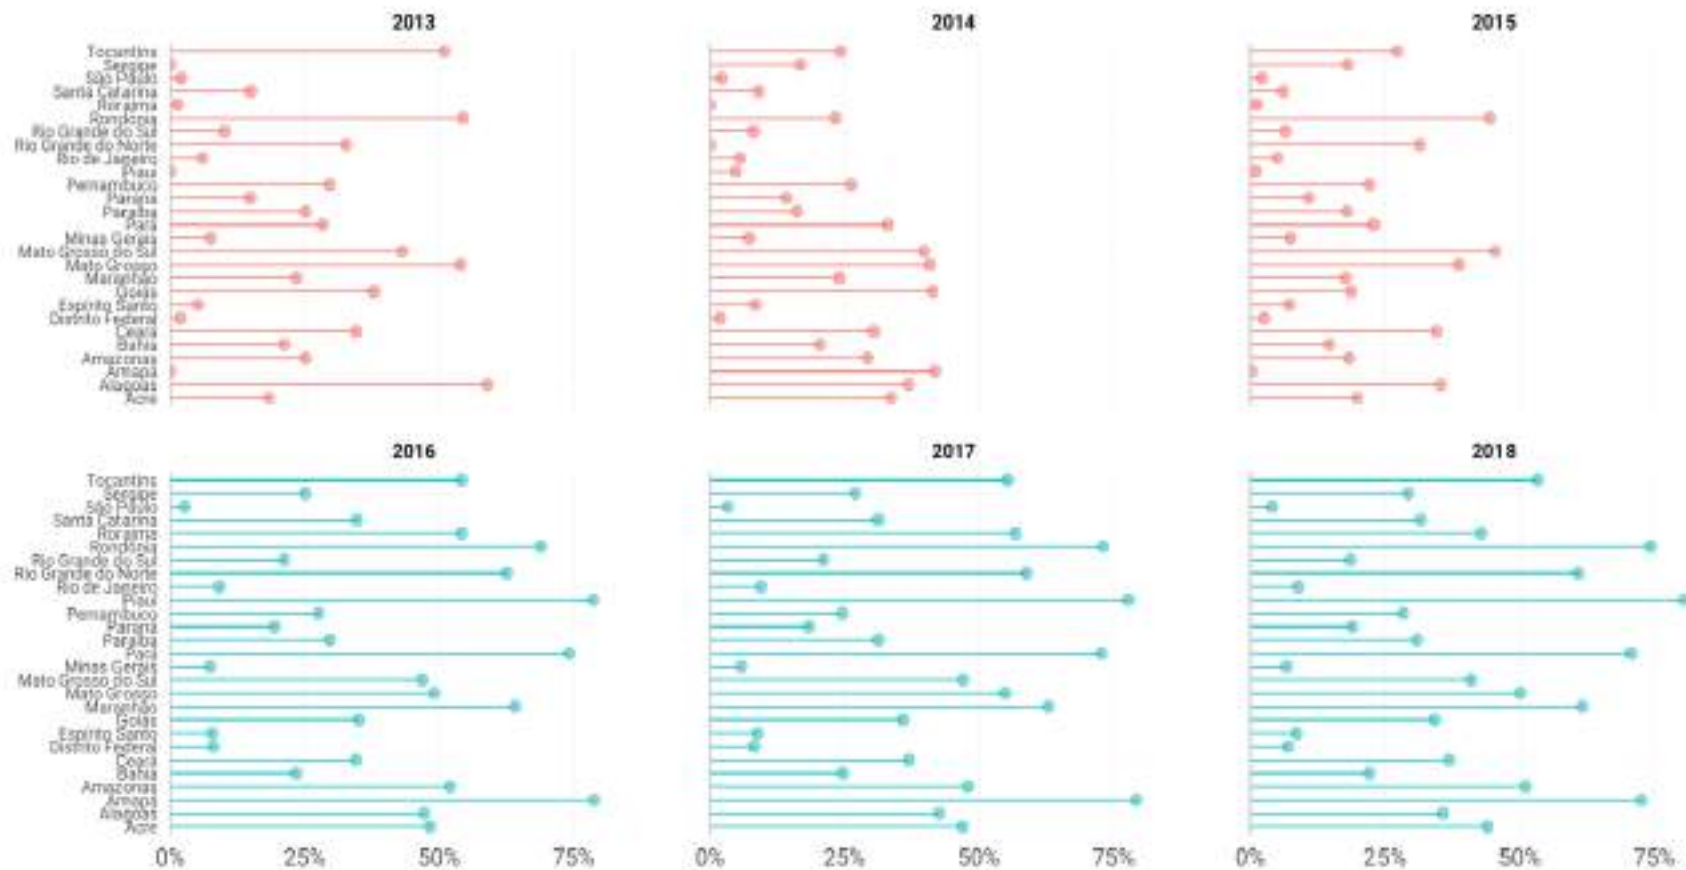 2013
2014
2015
Tocantins
Sergipe
São Paulo
Santa Catarina
Roraima
Rondônia
Rio Grande do Sul
Rio Grande do Norte
Rio de Janeiro
Piauí
Pernambuco
Paraná
Paraíba
Pará
Minas Gerais
Mato Grosso do Sul
Mato Grosso
Maranhão
Goiás
Espírito Santo
Distrito Federal
Ceará
Bahia
Amazonas
Amapá
Alagoas
Acre
2016
2017
2018
Tocantins
Sergipe
São Paulo
Santa Catarina
Roraima
Rondônia
Rio Grande do Sul
Rio Grande do Norte
Rio de Janeiro
Piauí
Pernambuco
Paraná
Paraíba
Pará
Minas Gerais
Mato Grosso do Sul
Mato Grosso
Maranhão
Goiás
Espírito Santo
Distrito Federal
Ceará
Bahia
Amazonas
Amapá
Alagoas
Acre
0% 25% 50% 75% 0% 25% 50% 75% 0% 25% 50% 75%